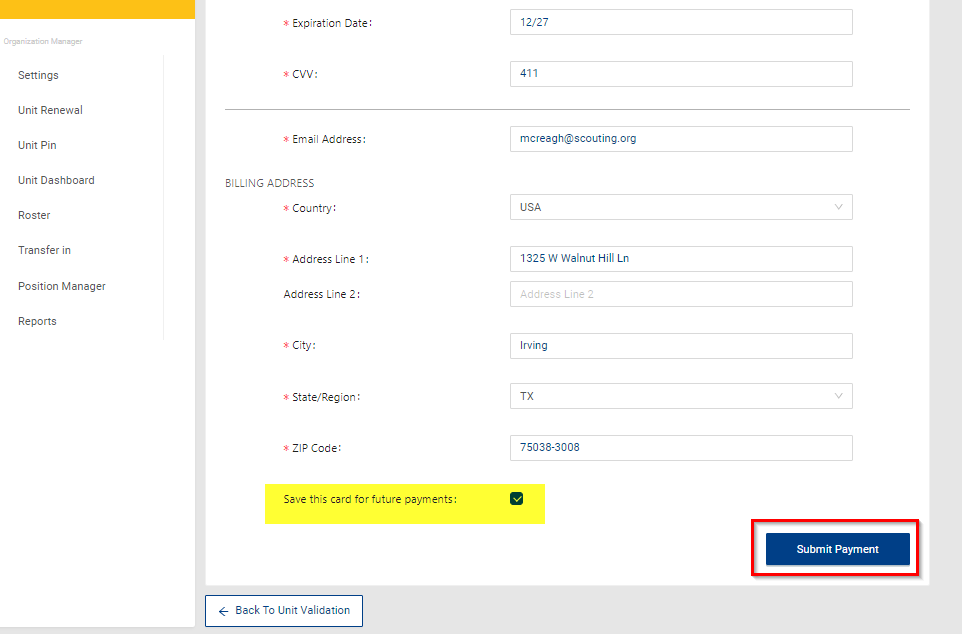 Organization Manager
Settings
Unit Renewal
Unit Pin
Unit Dashboard
Roster
Transfer in
Position Manager
Reports
* Expiration Date: 12/27
* CVV: 411
* Email Address: mcreagh@scouting.org
BILLING ADDRESS
* Country: USA
* Address Line 1: 1325 W Walnut Hill Ln
Address Line 2: Address Line 2
* City: Irving
* State/Region: TX
* ZIP Code: 75038-3008
Save this card for future payments:
Submit Payment
← Back To Unit Validation